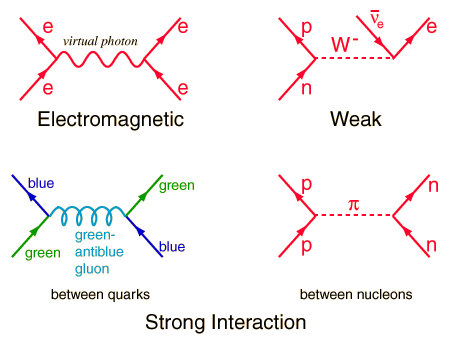 e
e
virtual photon
e
e
Electromagnetic
p
ν̅e
e
W-
n
Weak
blue
green
green-
antiblue
gluon
green
blue
between quarks
p
n
π
p
n
between nucleons
Strong Interaction